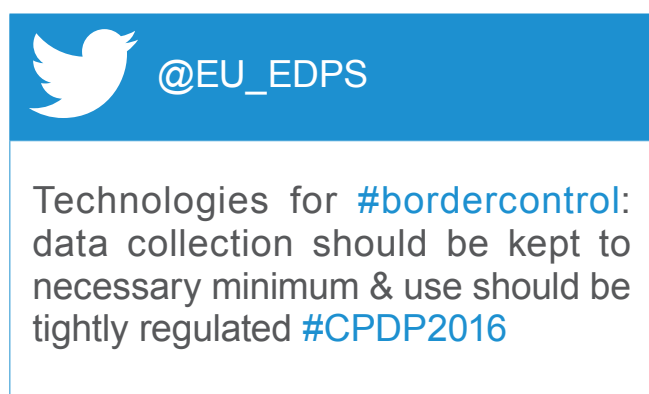 @EU_EDPS
Technologies for #bordercontrol:
data collection should be kept to
necessary minimum & use should be
tightly regulated #CPDP2016